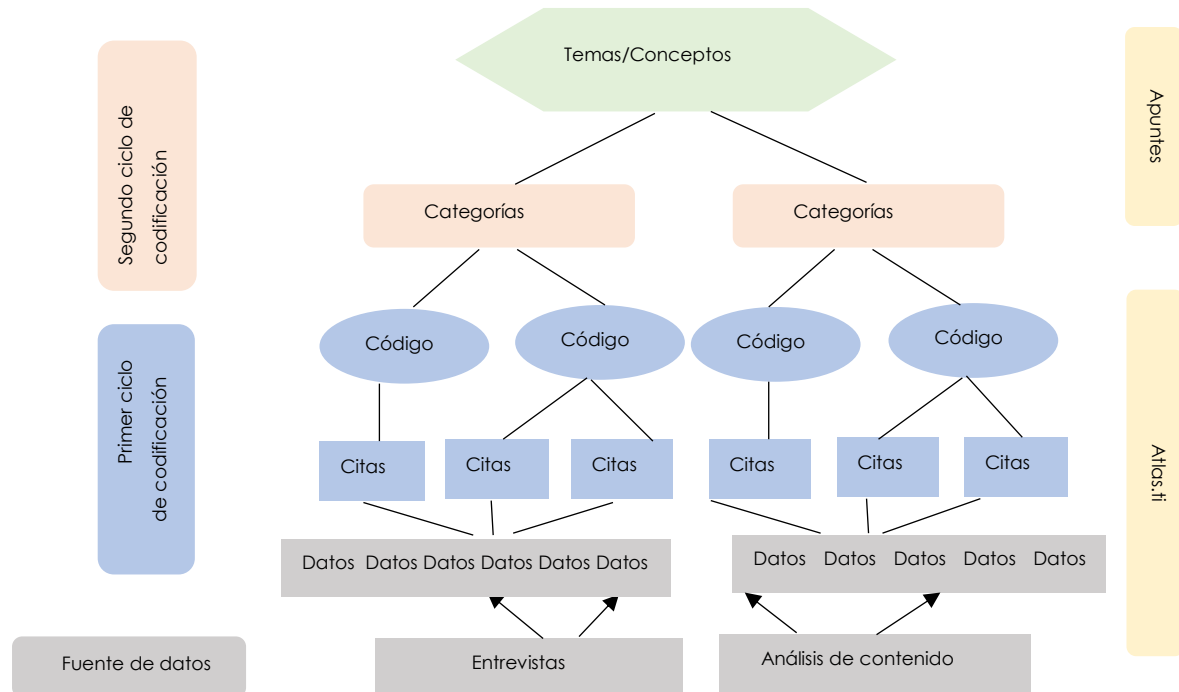 Temas/Conceptos
Segundo ciclo de
codificación
Apuntes
Categorías
Categorías
Código
Código
Código
Código
Primer ciclo
de codificación
Citas
Citas
Citas
Citas
Citas
Citas
Atlas.ti
Datos Datos Datos Datos Datos Datos
Datos Datos Datos Datos Datos
Fuente de datos
Entrevistas
Análisis de contenido